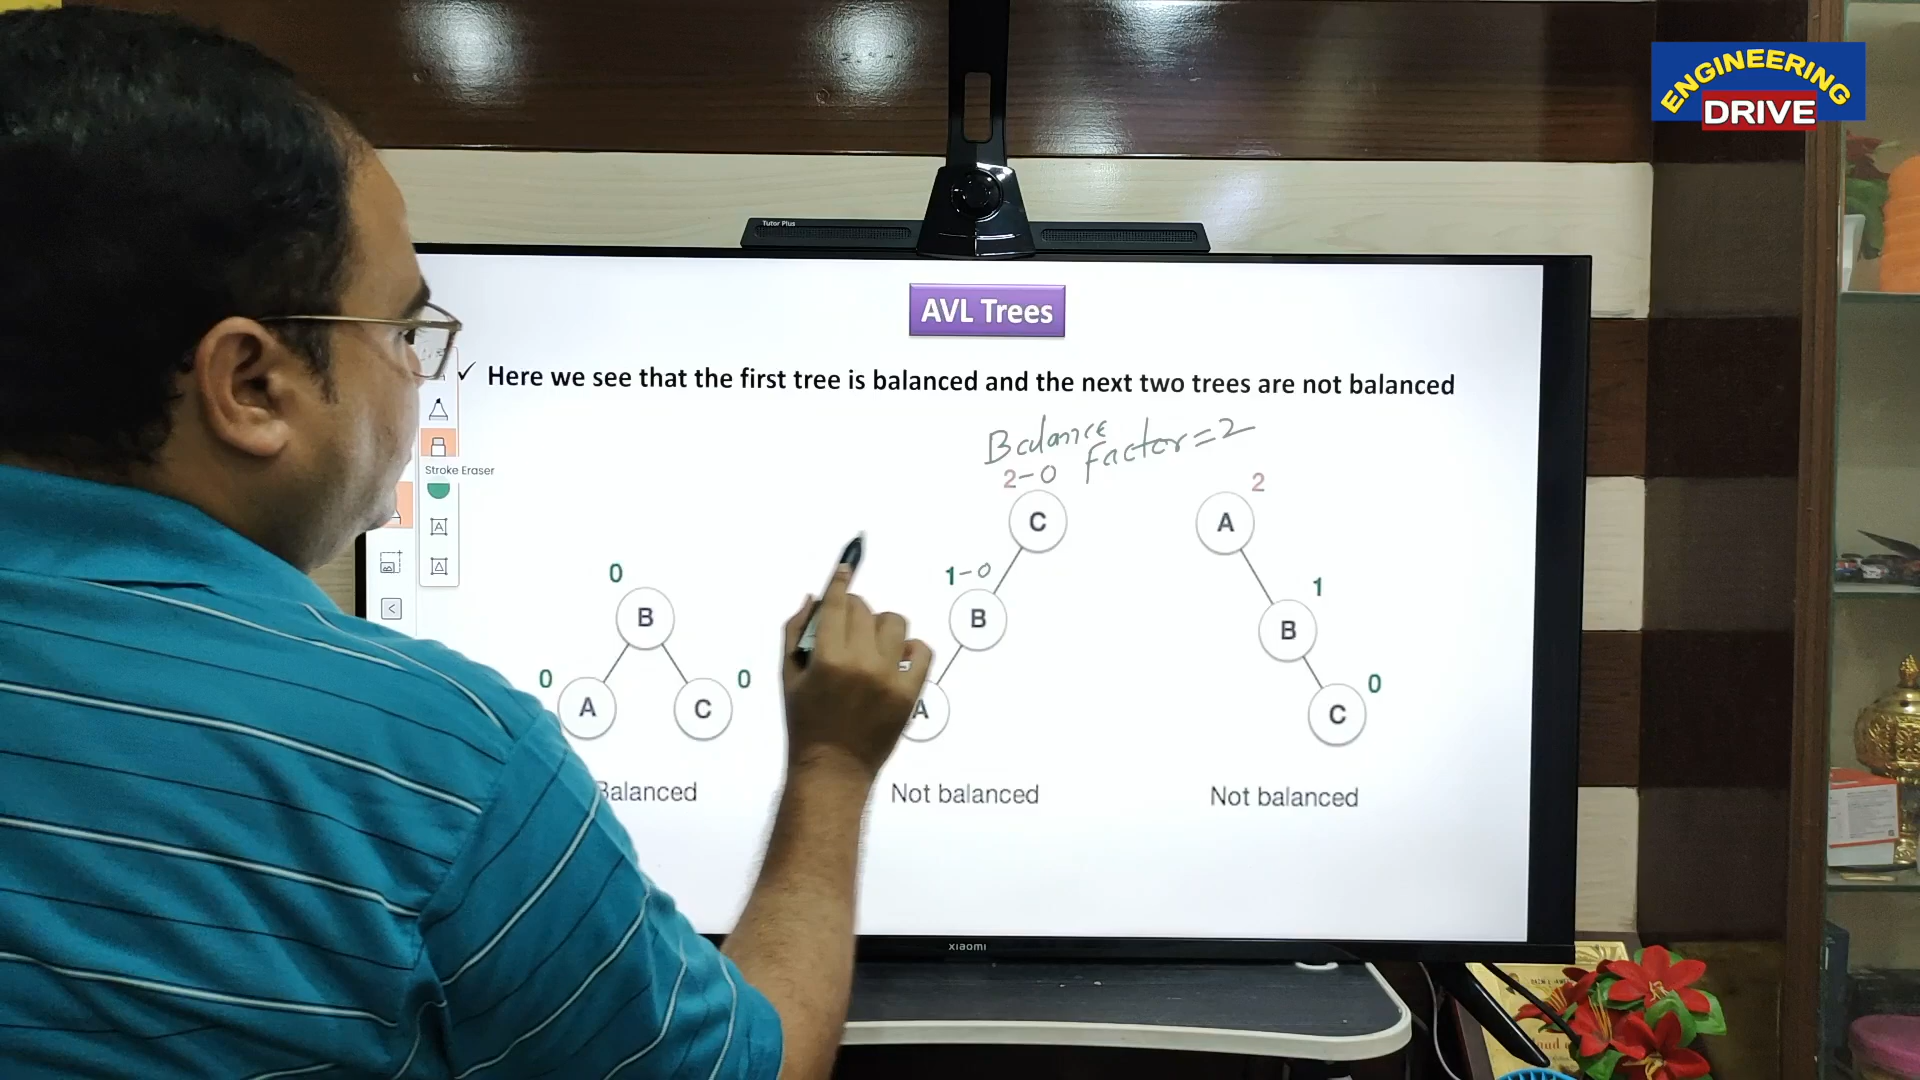 ENGINEERING
DRIVE
Tutor Plus
AVL Trees
✓ Here we see that the first tree is balanced and the next two trees are not balanced
Balance
Factor = 2
Stroke Eraser
2-0
C
2
A
0
B
1-0
B
1
B
0
A
C
0
A
0
C
Balanced
Not balanced
Not balanced
xiaomi